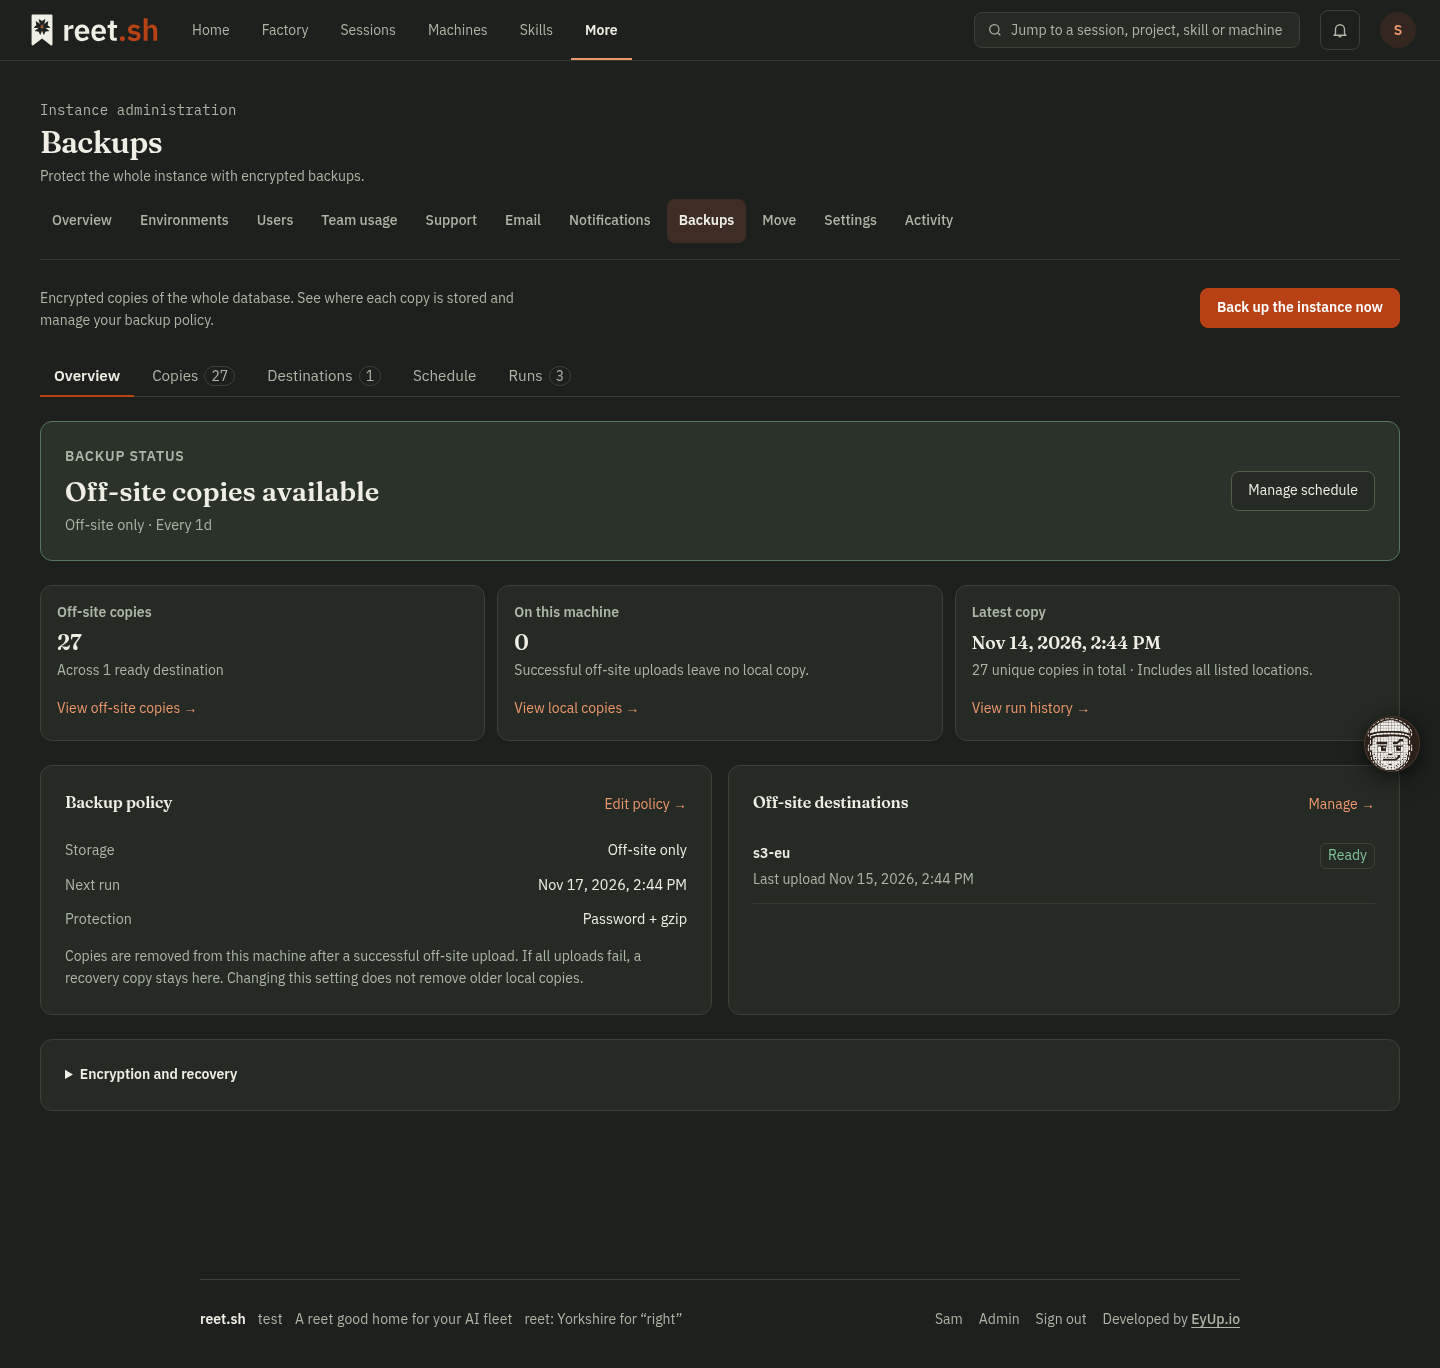 reet.sh
Home Factory Sessions Machines Skills More
Jump to a session, project, skill or machine
S
Instance administration
Backups
Protect the whole instance with encrypted backups.
Overview Environments Users Team usage Support Email Notifications Backups Move Settings Activity
Encrypted copies of the whole database. See where each copy is stored and
manage your backup policy.
Back up the instance now
Overview Copies 27 Destinations 1 Schedule Runs 3
BACKUP STATUS
Off-site copies available
Off-site only · Every 1d
Manage schedule
Off-site copies
27
Across 1 ready destination
View off-site copies →
On this machine
0
Successful off-site uploads leave no local copy.
View local copies →
Latest copy
Nov 14, 2026, 2:44 PM
27 unique copies in total · Includes all listed locations.
View run history →
Backup policy
Edit policy →
Storage Off-site only
Next run Nov 17, 2026, 2:44 PM
Protection Password + gzip
Copies are removed from this machine after a successful off-site upload. If all uploads fail, a
recovery copy stays here. Changing this setting does not remove older local copies.
Off-site destinations
Manage →
s3-eu
Ready
Last upload Nov 15, 2026, 2:44 PM
▶ Encryption and recovery
reet.sh test A reet good home for your AI fleet reet: Yorkshire for “right”
Sam Admin Sign out Developed by EyUp.io